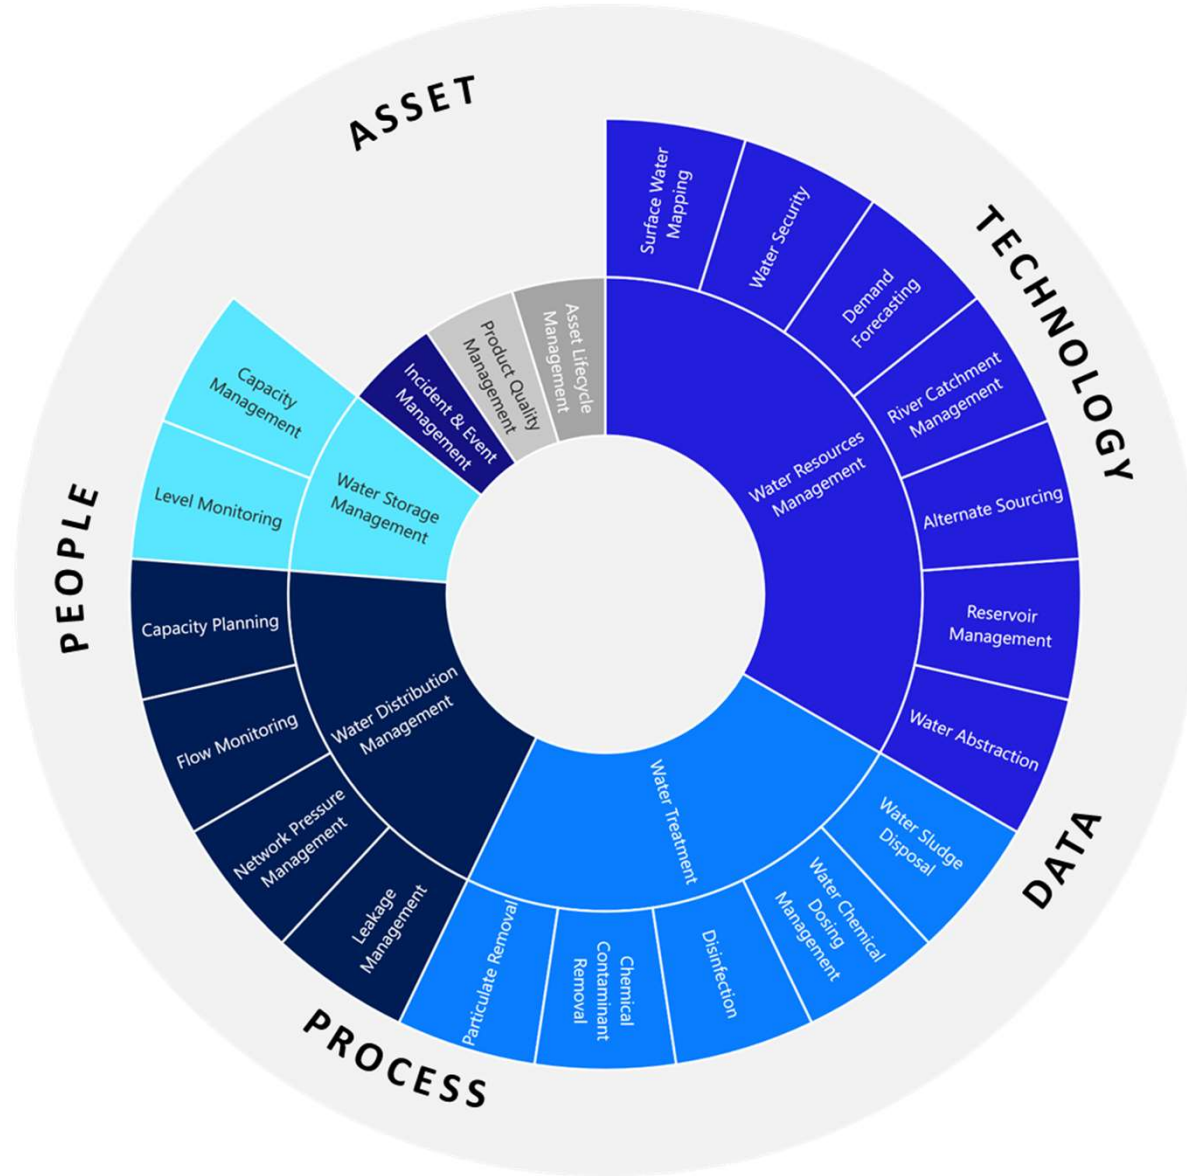 ASSET
TECHNOLOGY
DATA
PROCESS
PEOPLE
Surface Water
Mapping
Water Security
Demand
Forecasting
River Catchment
Management
Alternate Sourcing
Reservoir
Management
Water Abstraction
Water Resources
Management
Water Sludge
Disposal
Water Chemical
Dosing
Management
Disinfection
Chemical
Contaminant
Removal
Particulate Removal
Water Treatment
Leakage
Management
Network Pressure
Management
Flow Monitoring
Capacity Planning
Water Distribution
Management
Level Monitoring
Capacity
Management
Water Storage
Management
Incident & Event
Management
Product Quality
Management
Asset Lifecycle
Management